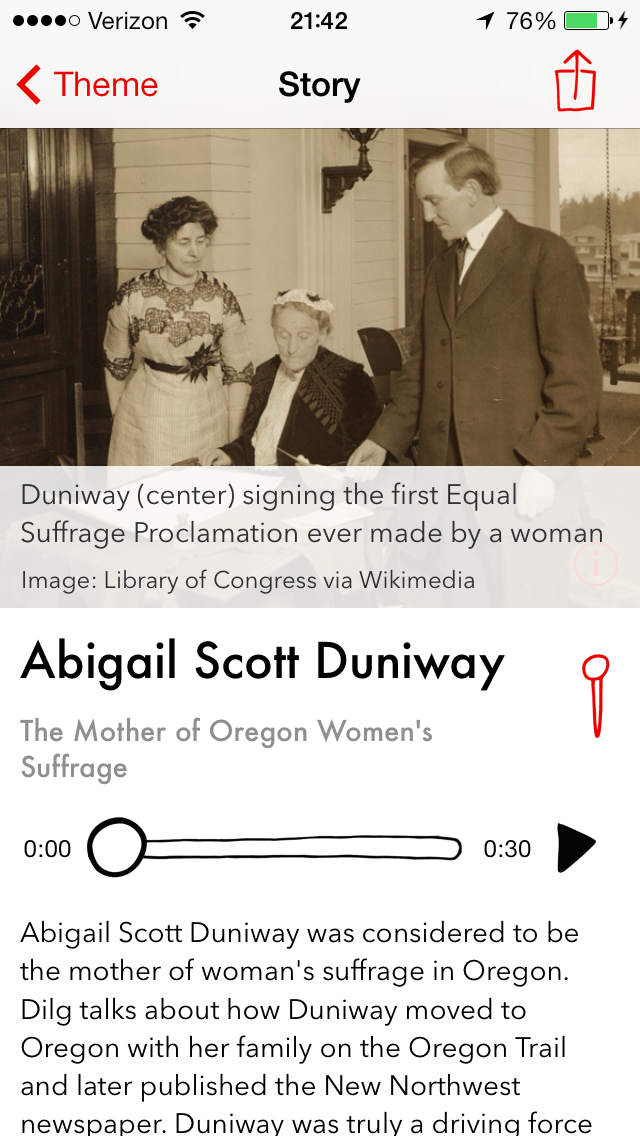 Verizon 21:42 76%
Theme Story
Duniway (center) signing the first Equal
Suffrage Proclamation ever made by a woman
Image: Library of Congress via Wikimedia
i
Abigail Scott Duniway
The Mother of Oregon Women's
Suffrage
0:00 0:30
Abigail Scott Duniway was considered to be
the mother of woman's suffrage in Oregon.
Dilg talks about how Duniway moved to
Oregon with her family on the Oregon Trail
and later published the New Northwest
newspaper. Duniway was truly a driving force